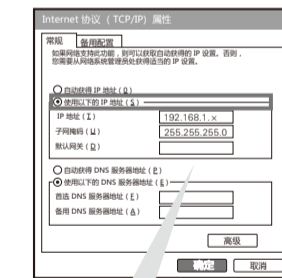 Internet 协议 （ TCP/IP) 属性
常规 备用配置
如果网络支持此功能，则可以获取自动获得的 IP 设置。否则，
您需要从网络系统管理员处获得适当的 IP 设置。
自动获得 IP 地址 ( O )
使用以下的 IP 地址 ( S )
IP 地址 ( I ) 192.168.1. ×
子网掩码 ( U ) 255.255.255.0
默认网关 ( D )
自动获得 DNS 服务器地址 ( E )
使用以下的 DNS 服务器地址 ( E )
首选 DNS 服务器地址 ( F )
备用 DNS 服务器地址 ( A )
高级
确定 取消